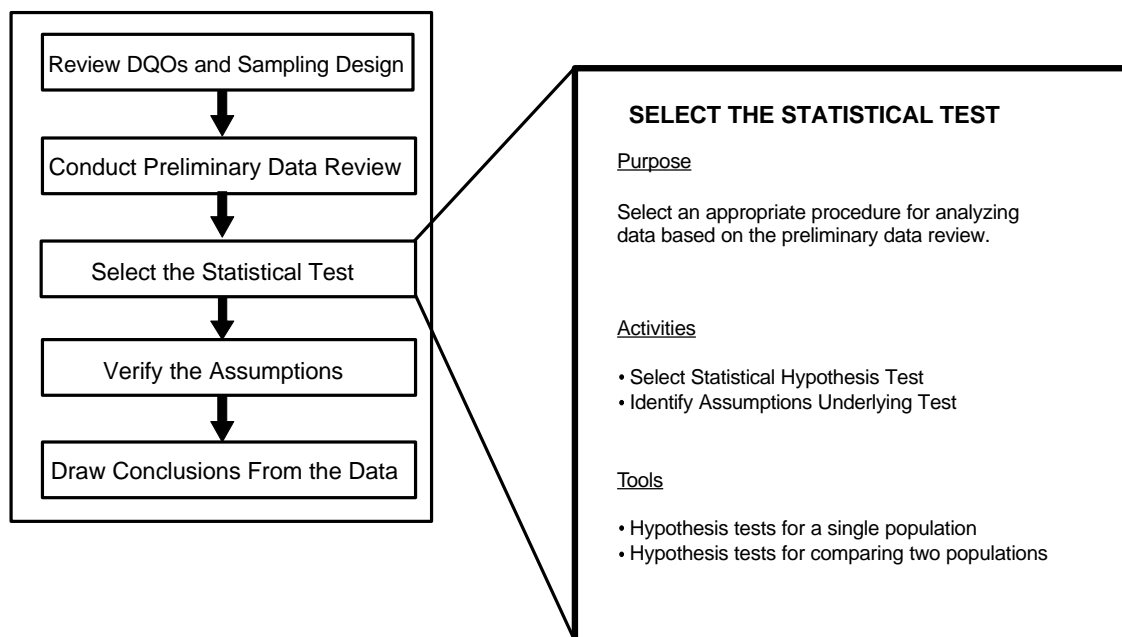 Review DQOs and Sampling Design
Conduct Preliminary Data Review
Select the Statistical Test
Verify the Assumptions
Draw Conclusions From the Data
SELECT THE STATISTICAL TEST
Purpose
Select an appropriate procedure for analyzing
data based on the preliminary data review.
Activities
• Select Statistical Hypothesis Test
• Identify Assumptions Underlying Test
Tools
• Hypothesis tests for a single population
• Hypothesis tests for comparing two populations